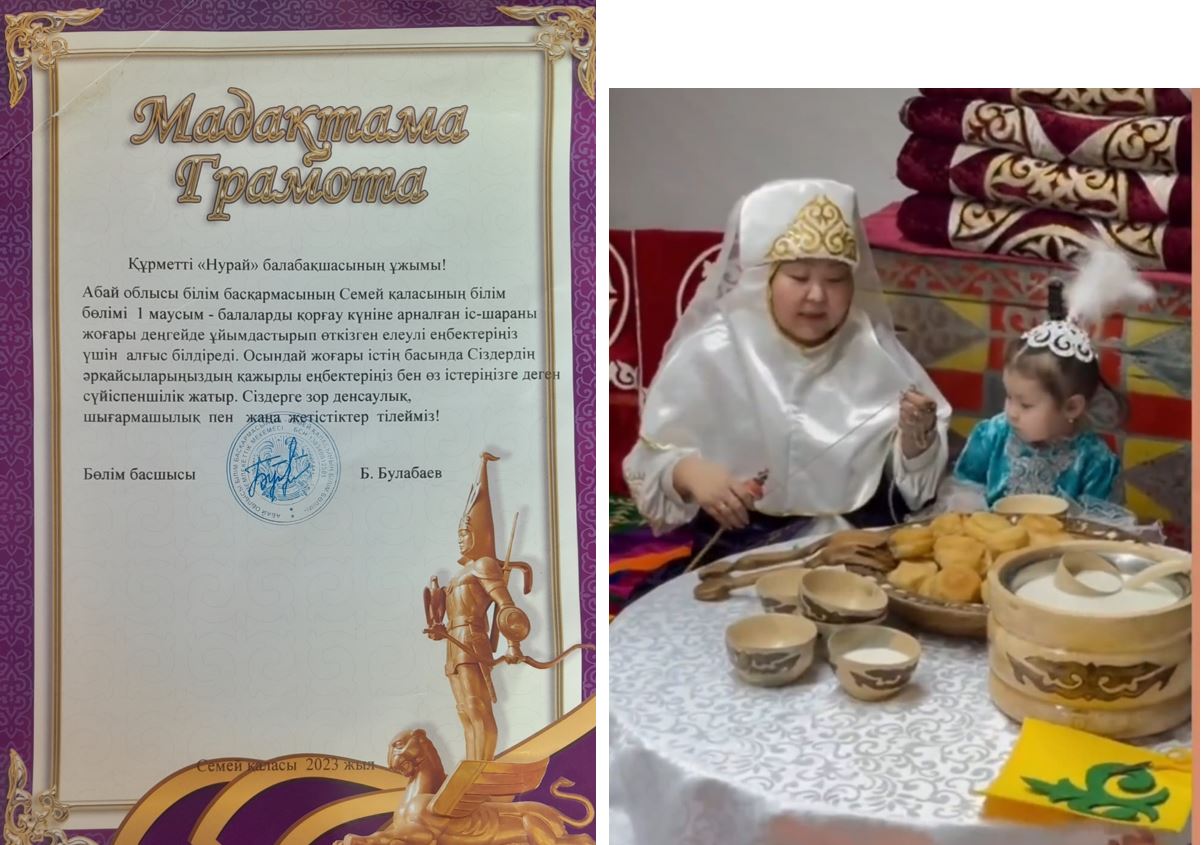 Мадақтама
Грамота
Құрметті «Нурай» балабақшасының ұжымы!
Абай облысы білім басқармасының Семей қаласының білім
бөлімі 1 маусым - балаларды қорғау күніне арналған іс-шараны
жоғары деңгейде ұйымдастырып өткізген елеулі еңбектеріңіз
үшін алғыс білдіреді. Осындай жоғары істің басында Сіздердің
әрқайсыларыңыздың қажырлы еңбектеріңіз бен өз істеріңізге деген
сүйіспеншілік жатыр. Сіздерге зор денсаулық,
шығармашылық пен жаңа жетістіктер тілейміз!
Бөлім басшысы Б. Булабаев
Семей қаласы 2023 жыл